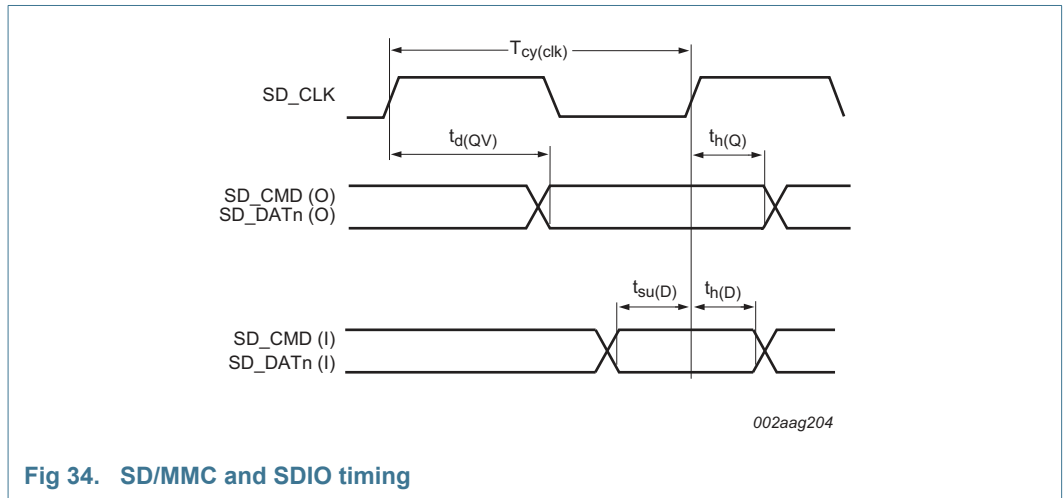 Tcy(clk)
SD_CLK
td(QV)
th(Q)
SD_CMD (O)
SD_DATn (O)
tsu(D)
th(D)
SD_CMD (I)
SD_DATn (I)
002aag204
Fig 34. SD/MMC and SDIO timing